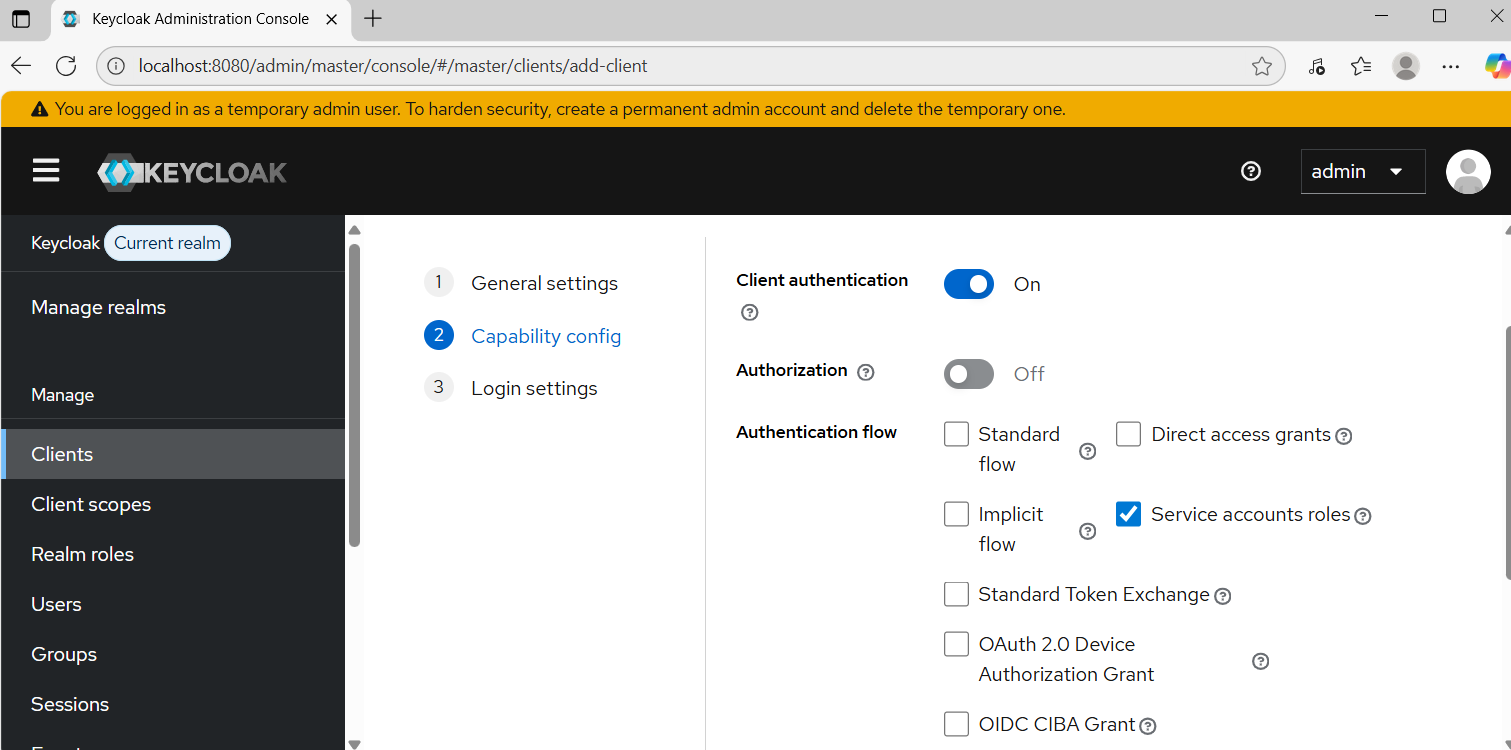 Keycloak Administration Console
localhost:8080/admin/master/console/#/master/clients/add-client
You are logged in as a temporary admin user. To harden security, create a permanent admin account and delete the temporary one.
KEYCLOAK
admin
Keycloak Current realm
Manage realms
Manage
Clients
Client scopes
Realm roles
Users
Groups
Sessions
1 General settings
2 Capability config
3 Login settings
Client authentication
On
Authorization
Off
Authentication flow
Standard
flow
Direct access grants
Implicit
flow
Service accounts roles
Standard Token Exchange
OAuth 2.0 Device
Authorization Grant
OIDC CIBA Grant